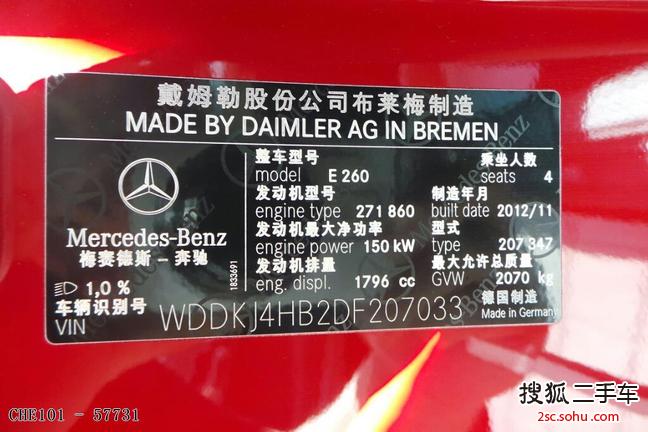 戴姆勒股份公司布莱梅制造
MADE BY DAIMLER AG IN BREMEN
整车型号 乘坐人数
model E 260 seats 4
发动机型号 制造年月
engine type 271 860 built date 2012/11
发动机最大净功率 型式
engine power 150 kW type 207 347
发动机排量 最大允许总质量
eng. displ. 1796 cc GVW 2070 kg
Mercedes-Benz
梅赛德斯－奔驰
1833691
1,0 %
车辆识别号
VIN WDDKJ4HB2DF207033
德国制造
Made in Germany
CHE101 - 57731
搜狐二手车
2sc.sohu.com